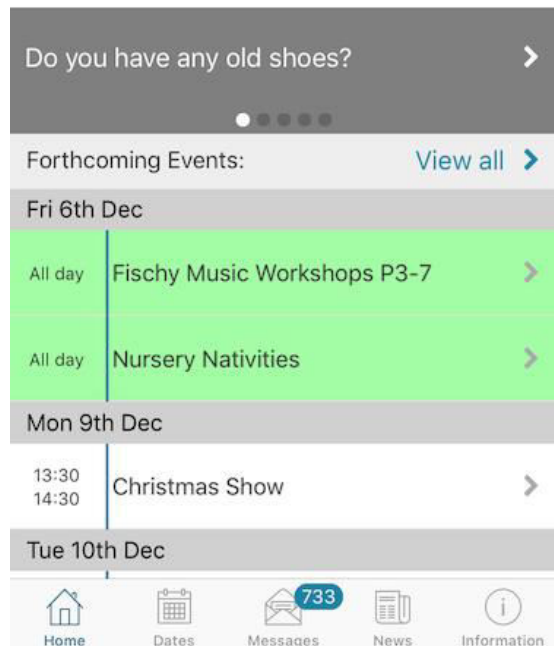 Do you have any old shoes?
Forthcoming Events: View all
Fri 6th Dec
All day Fischy Music Workshops P3-7
All day Nursery Nativities
Mon 9th Dec
13:30
14:30 Christmas Show
Tue 10th Dec
733
Home Dates Messages News Information